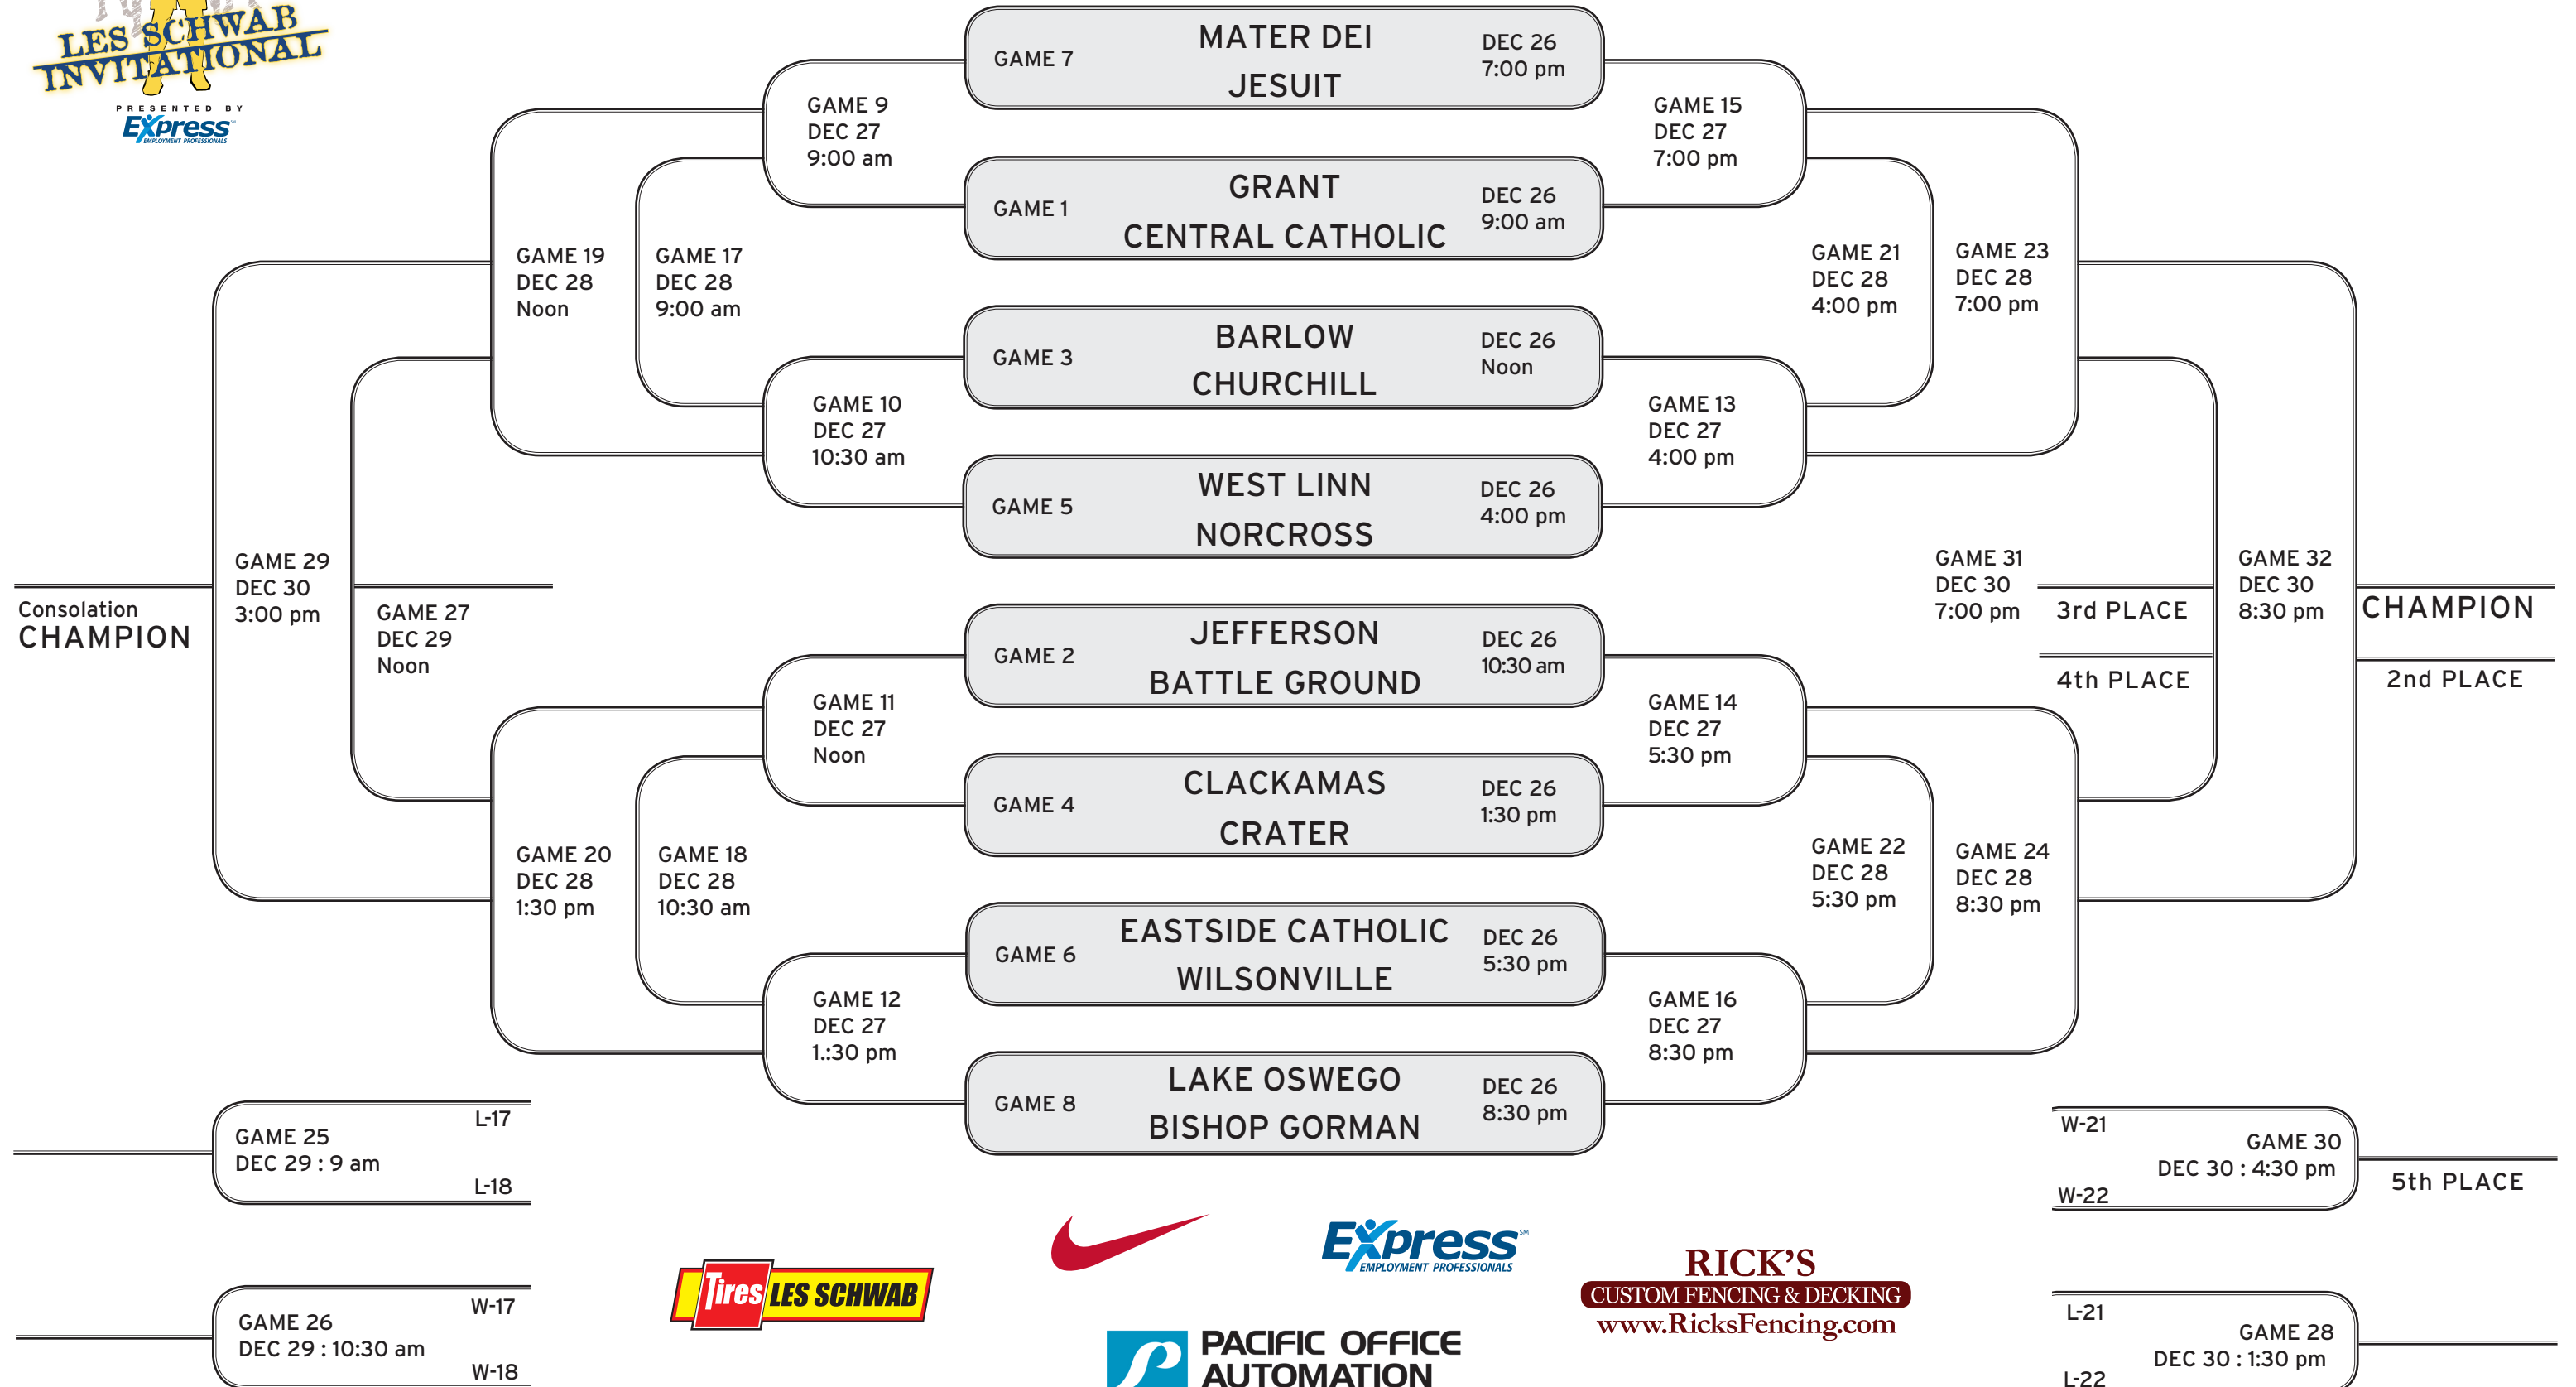 LES SCHWAB
INVITATIONAL
PRESENTED BY
Express
EMPLOYMENT PROFESSIONALS
GAME 7
MATER DEI
JESUIT
DEC 26
7:00 pm
GAME 9
DEC 27
9:00 am
GAME 15
DEC 27
7:00 pm
GAME 1
GRANT
CENTRAL CATHOLIC
DEC 26
9:00 am
GAME 19
DEC 28
Noon
GAME 17
DEC 28
9:00 am
GAME 21
DEC 28
4:00 pm
GAME 23
DEC 28
7:00 pm
GAME 3
BARLOW
CHURCHILL
DEC 26
Noon
GAME 10
DEC 27
10:30 am
GAME 13
DEC 27
4:00 pm
GAME 5
WEST LINN
NORCROSS
DEC 26
4:00 pm
Consolation
CHAMPION
GAME 29
DEC 30
3:00 pm
GAME 27
DEC 29
Noon
GAME 31
DEC 30
7:00 pm
3rd PLACE
4th PLACE
GAME 32
DEC 30
8:30 pm
CHAMPION
2nd PLACE
GAME 2
JEFFERSON
BATTLE GROUND
DEC 26
10:30 am
GAME 11
DEC 27
Noon
GAME 14
DEC 27
5:30 pm
GAME 4
CLACKAMAS
CRATER
DEC 26
1:30 pm
GAME 20
DEC 28
1:30 pm
GAME 18
DEC 28
10:30 am
GAME 22
DEC 28
5:30 pm
GAME 24
DEC 28
8:30 pm
GAME 6
EASTSIDE CATHOLIC
WILSONVILLE
DEC 26
5:30 pm
GAME 12
DEC 27
1.:30 pm
GAME 16
DEC 27
8:30 pm
GAME 8
LAKE OSWEGO
BISHOP GORMAN
DEC 26
8:30 pm
L-17
GAME 25
DEC 29 : 9 am
L-18
W-21
GAME 30
DEC 30 : 4:30 pm
W-22
5th PLACE
W-17
GAME 26
DEC 29 : 10:30 am
W-18
Tires LES SCHWAB
Express SM
EMPLOYMENT PROFESSIONALS
PACIFIC OFFICE
AUTOMATION
RICK'S
CUSTOM FENCING & DECKING
www.RicksFencing.com
L-21
GAME 28
DEC 30 : 1:30 pm
L-22